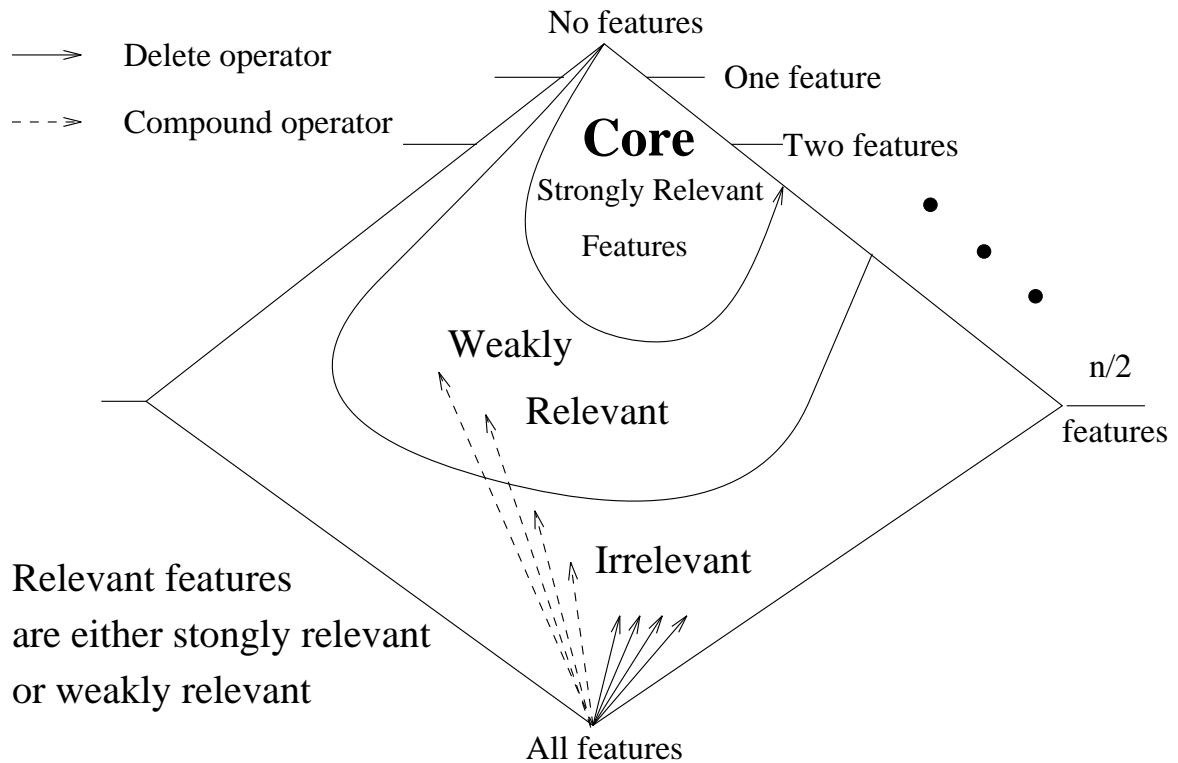 No features
Delete operator
One feature
Compound operator
Core
Two features
Strongly Relevant
Features
Weakly
n/2
Relevant
features
Irrelevant
Relevant features
are either stongly relevant
or weakly relevant
All features